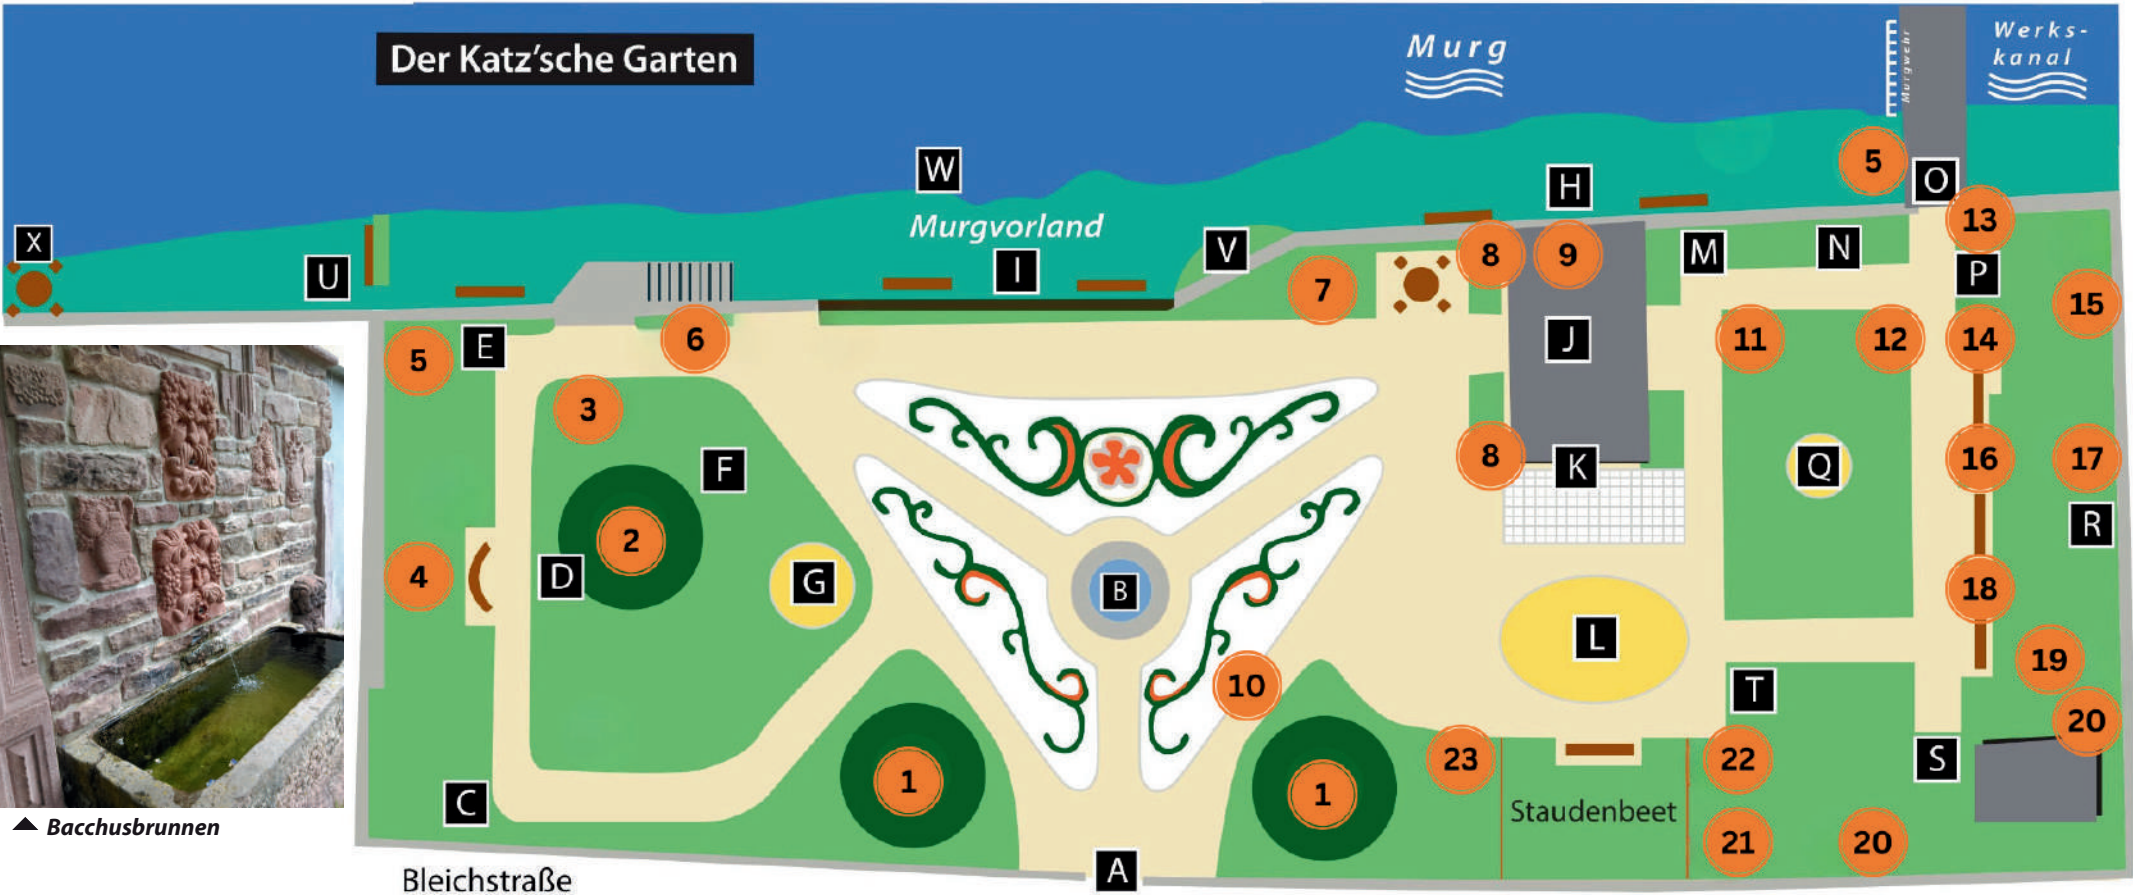 Der Katz'sche Garten
Murg
Murgwehr
Werks-
kanal
W
H
5
O
X
U
Murgvorland
I
V
8
9
M
N
13
P
7
15
5
E
6
J
11
12
14
3
F
8
K
Q
16
17
R
2
4
D
G
B
18
L
19
10
T
20
C
1
1
23
22
S
Staudenbeet
21
20
A
▲ Bacchusbrunnen
Bleichstraße